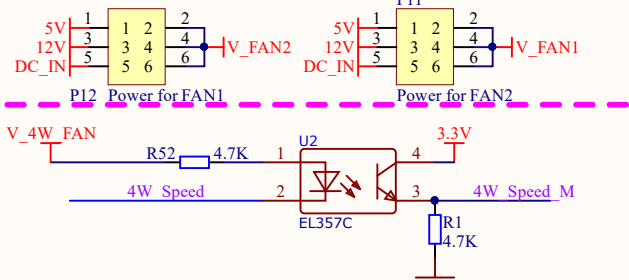 P11
5V 1 1 2 2
12V 3 3 4 4 V_FAN2
DC_IN 5 5 6 6
P12 Power for FAN1
5V 1 1 2 2
12V 3 3 4 4 V_FAN1
DC_IN 5 5 6 6
Power for FAN2
V_4W_FAN
R52 4.7K
4W_Speed
U2
1 4
2 3
EL357C
3.3V
4W_Speed_M
R1
4.7K